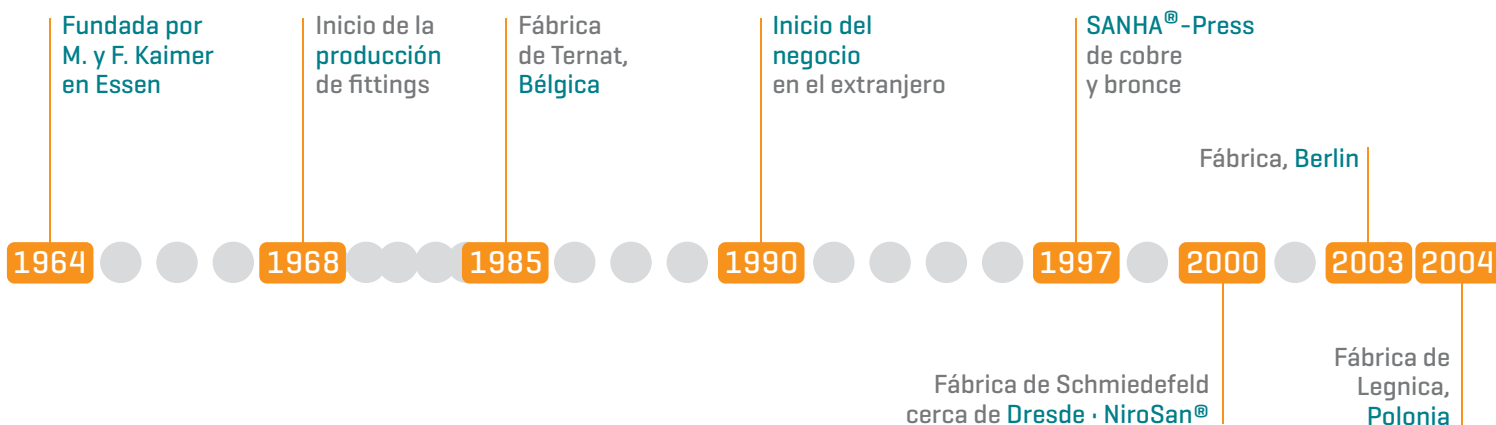 Fundada por
M. y F. Kaimer
en Essen
Inicio de la
producción
de fittings
Fábrica
de Ternat,
Bélgica
Inicio del
negocio
en el extranjero
SANHA®-Press
de cobre
y bronce
Fábrica, Berlin
1964
1968
1985
1990
1997
2000
2003
2004
Fábrica de Schmiedefeld
cerca de Dresde · NiroSan®
Fábrica de
Legnica,
Polonia